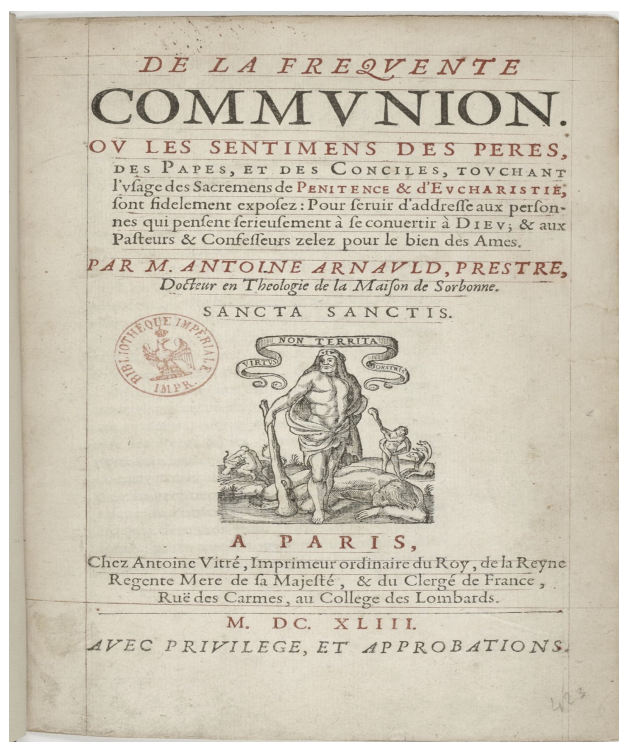 DE LA FREQVENTE
COMMVNION.
OV LES SENTIMENS DES PERES,
DES PAPES, ET DES CONCILES, TOVCHANT
l'vſage des Sacremens de PENITENCE & d'EVCHARISTIE,
ſont fidelement expoſez : Pour ſeruir d'addreſſe aux perſon-
nes qui penſent ſerieuſement à ſe conuertir à DIEV; & aux
Paſteurs & Confeſſeurs zelez pour le bien des Ames.
PAR M. ANTOINE ARNAVLD, PRESTRE,
Docteur en Theologie de la Maiſon de Sorbonne.
SANCTA SANCTIS.
BIBLIOTHÈQUE IMPÉRIALE
IMPR.
NON TERRITA
VIRTVS
MONSTRIS
A PARIS,
Chez Antoine Vitré, Imprimeur ordinaire du Roy, de la Reyne
Regente Mere de ſa Majeſté, & du Clergé de France,
Ruë des Carmes, au College des Lombards.
M. DC. XLIII.
AVEC PRIVILEGE, ET APPROBATIONS.